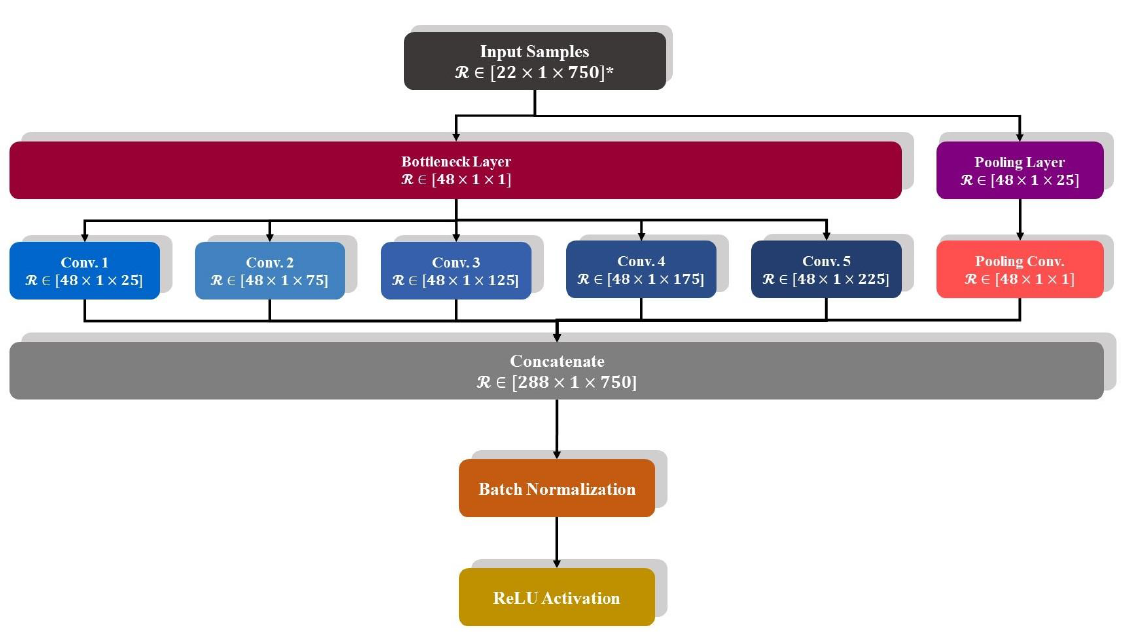 Input Samples
ℛ ∈ [22 × 1 × 750]*
Bottleneck Layer
ℛ ∈ [48 × 1 × 1]
Pooling Layer
ℛ ∈ [48 × 1 × 25]
Conv. 1
ℛ ∈ [48 × 1 × 25]
Conv. 2
ℛ ∈ [48 × 1 × 75]
Conv. 3
ℛ ∈ [48 × 1 × 125]
Conv. 4
ℛ ∈ [48 × 1 × 175]
Conv. 5
ℛ ∈ [48 × 1 × 225]
Pooling Conv.
ℛ ∈ [48 × 1 × 1]
Concatenate
ℛ ∈ [288 × 1 × 750]
Batch Normalization
ReLU Activation